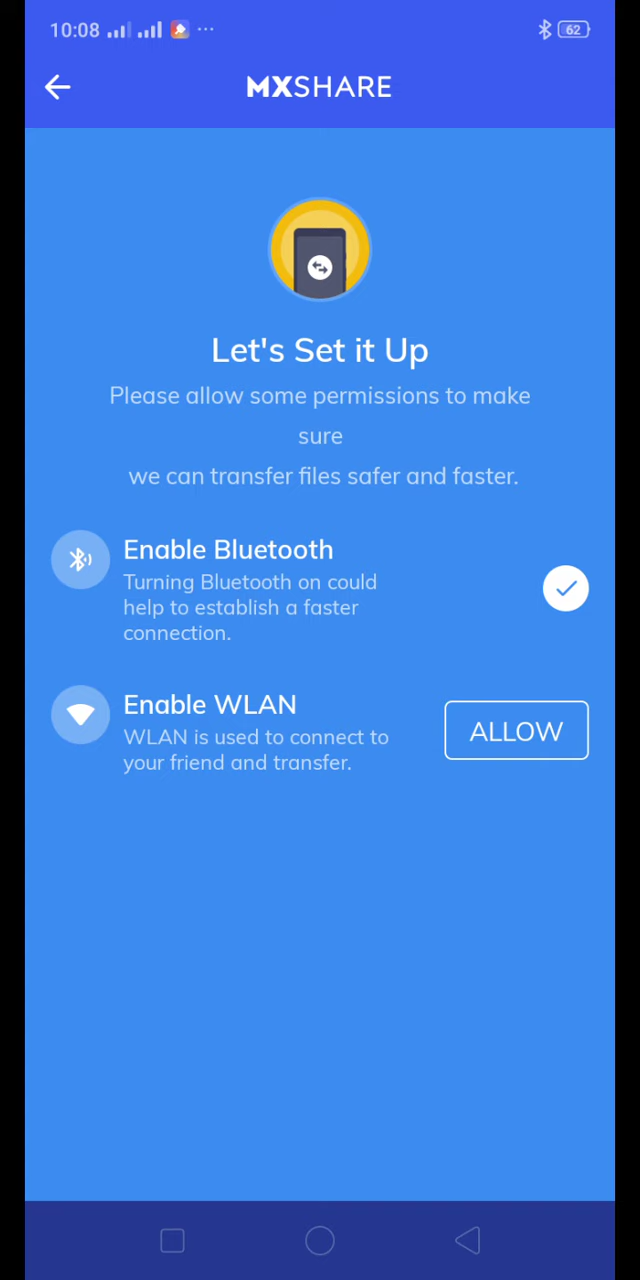 10:08
62
MXSHARE
Let's Set it Up
Please allow some permissions to make
sure
we can transfer files safer and faster.
Enable Bluetooth
Turning Bluetooth on could
help to establish a faster
connection.
Enable WLAN
WLAN is used to connect to
your friend and transfer.
ALLOW